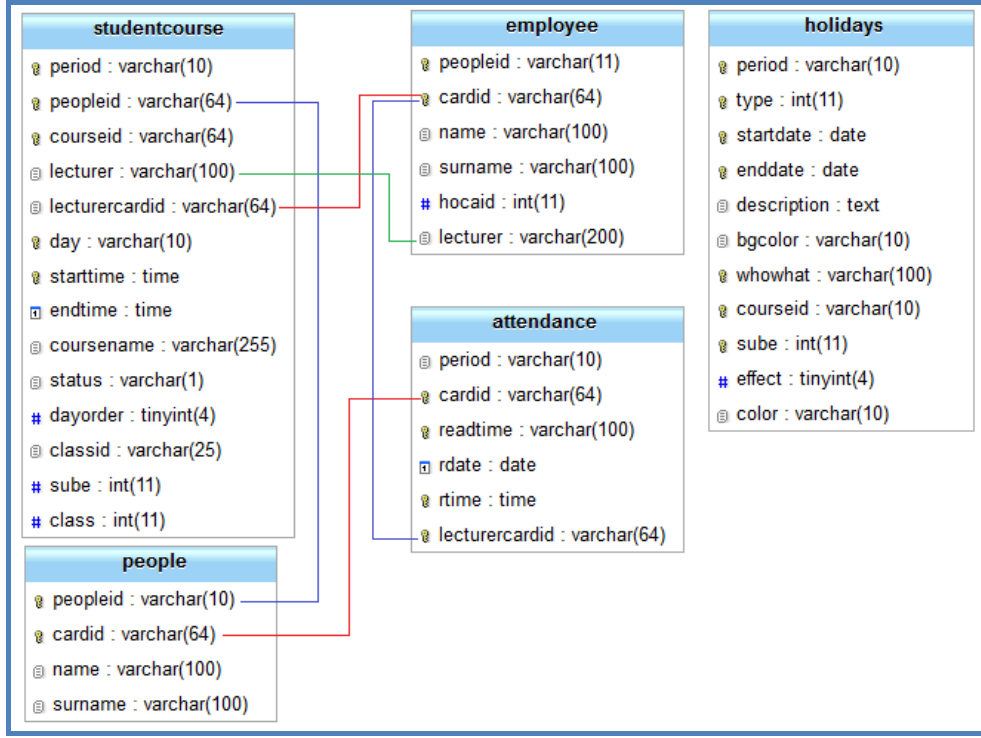 studentcourse
period : varchar(10)
peopleid : varchar(64)
courseid : varchar(64)
lecturer : varchar(100)
lecturercardid : varchar(64)
day : varchar(10)
starttime : time
endtime : time
coursename : varchar(255)
status : varchar(1)
# dayorder : tinyint(4)
classid : varchar(25)
# sube : int(11)
# class : int(11)
people
peopleid : varchar(10)
cardid : varchar(64)
name : varchar(100)
surname : varchar(100)
employee
peopleid : varchar(11)
cardid : varchar(64)
name : varchar(100)
surname : varchar(100)
# hocaid : int(11)
lecturer : varchar(200)
attendance
period : varchar(10)
cardid : varchar(64)
readtime : varchar(100)
rdate : date
rtime : time
lecturercardid : varchar(64)
holidays
period : varchar(10)
type : int(11)
startdate : date
enddate : date
description : text
bgcolor : varchar(10)
whowhat : varchar(100)
courseid : varchar(10)
sube : int(11)
# effect : tinyint(4)
color : varchar(10)